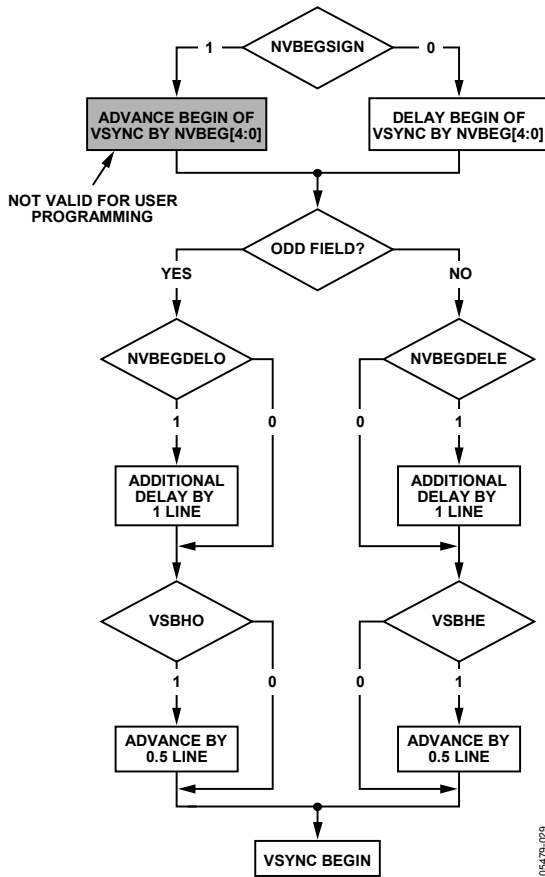 NVBEGSIGN
1
0
ADVANCE BEGIN OF
VSYNC BY NVBEG[4:0]
DELAY BEGIN OF
VSYNC BY NVBEG[4:0]
NOT VALID FOR USER
PROGRAMMING
ODD FIELD?
YES
NO
NVBEGDELO
NVBEGDELE
1
0
0
1
ADDITIONAL
DELAY BY
1 LINE
ADDITIONAL
DELAY BY
1 LINE
VSBHO
VSBHE
1
0
0
1
ADVANCE BY
0.5 LINE
ADVANCE BY
0.5 LINE
VSYNC BEGIN
05479-029